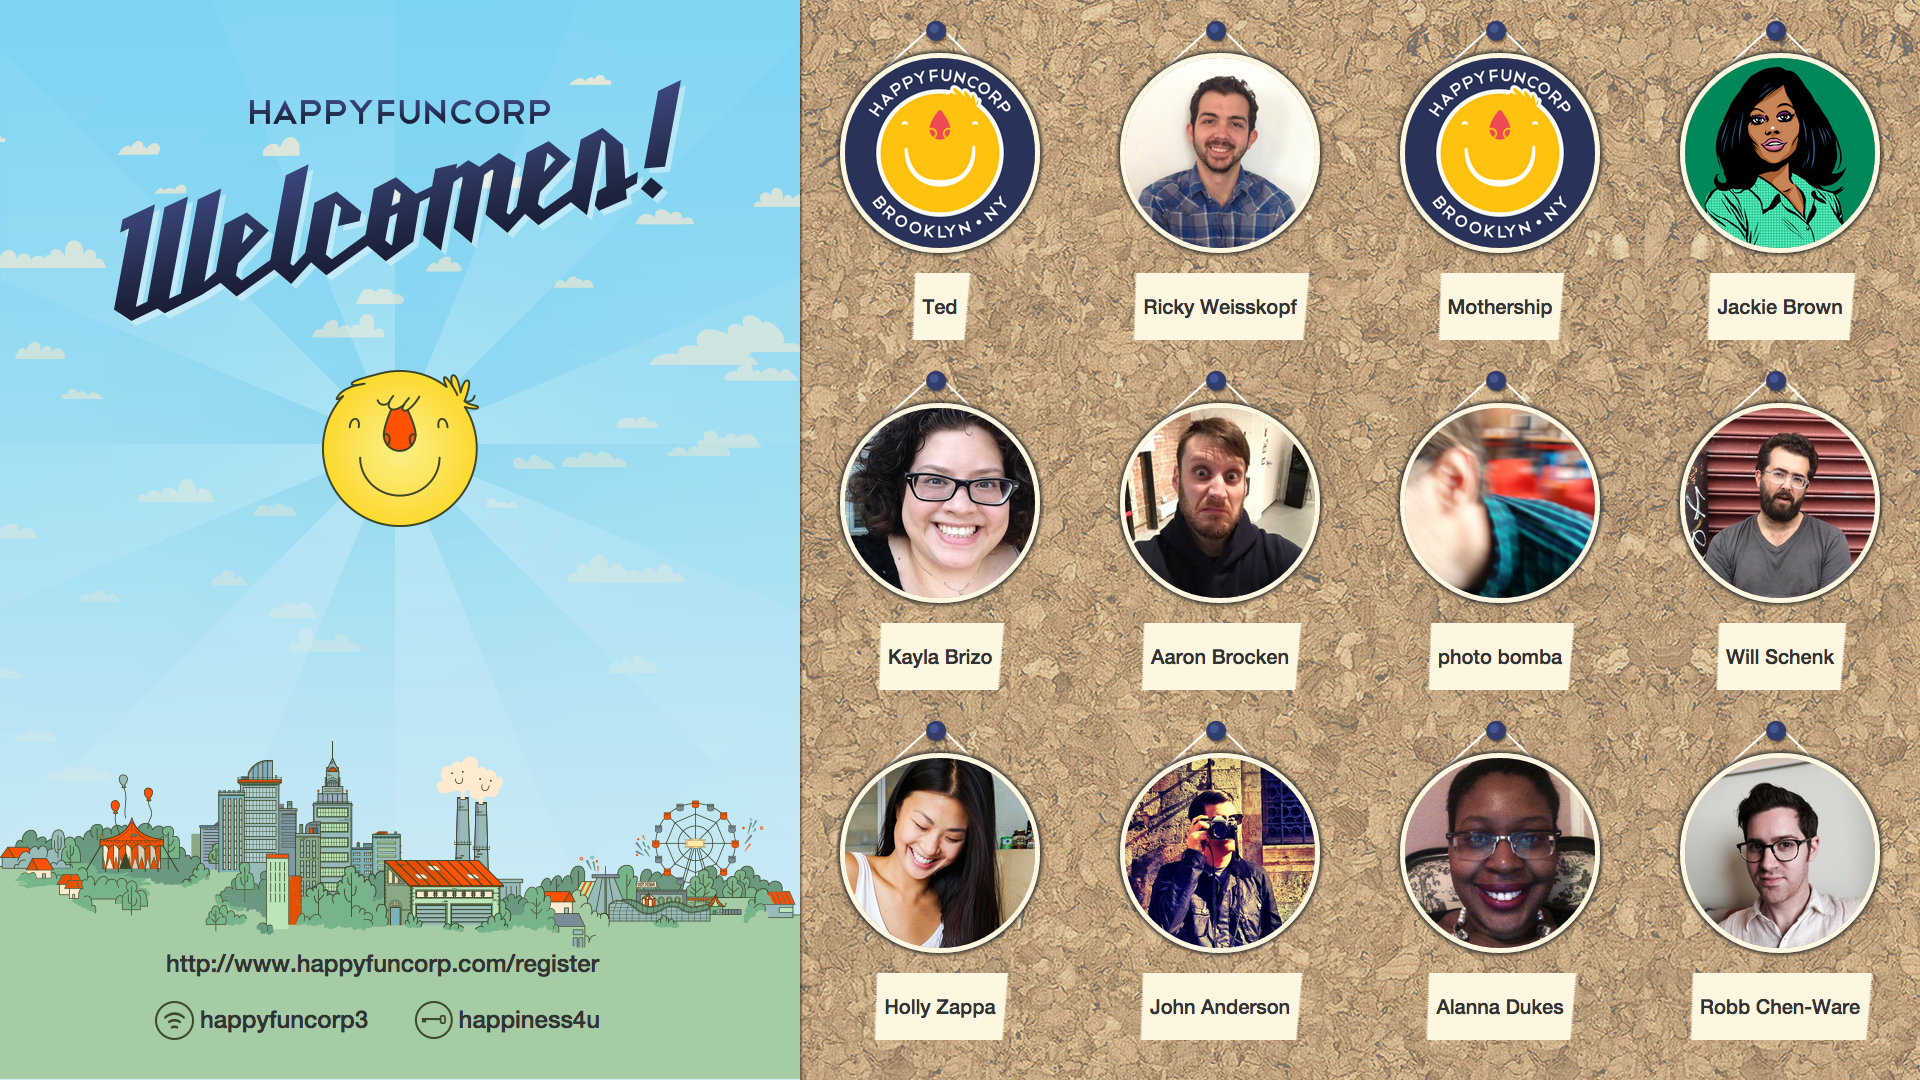 HAPPYFUNCORP
Welcomes!
http://www.happyfuncorp.com/register
happyfuncorp3
happiness4u
HAPPYFUNCORP
BROOKLYN • NY
Ted
Ricky Weisskopf
HAPPYFUNCORP
BROOKLYN • NY
Mothership
Jackie Brown
Kayla Brizo
Aaron Brocken
photo bomba
Will Schenk
Holly Zappa
John Anderson
Alanna Dukes
Robb Chen-Ware